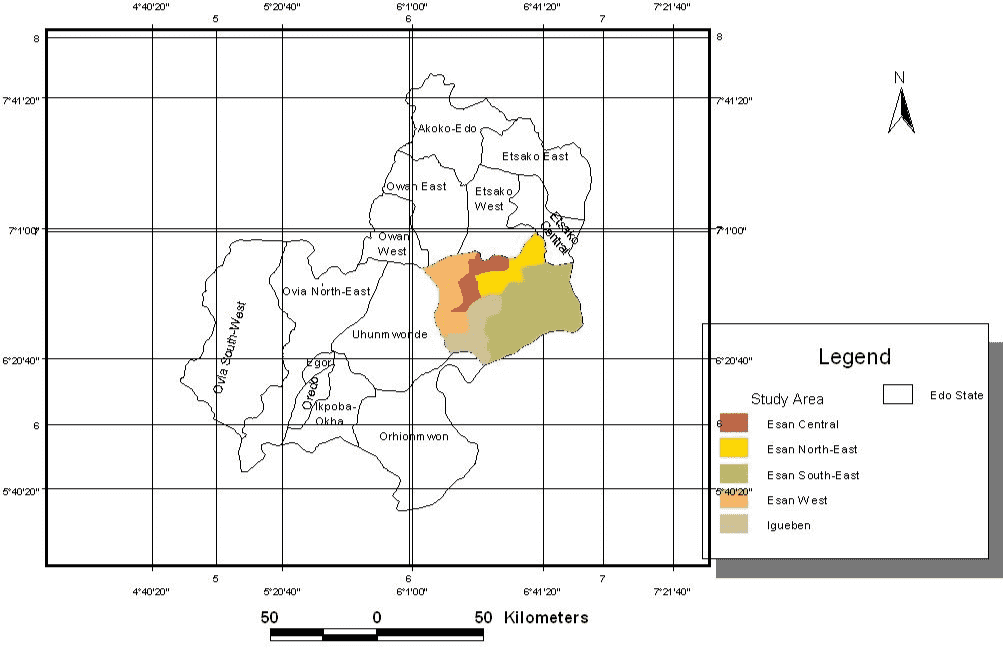 4°40'20" 5°20'40" 6°1'00" 6°41'20" 7°21'40"
5 6 7
8 8
N
7°41'20" 7°41'20"
Akoko-Edo
Etsako East
Owan East
Etsako
West
Etsako
Central
7°1'00" 7°1'00"
Owan
West
Ovia North-East
Ovia South-West
Uhunmwonde
6°20'40" 6°20'40"
Egor
Oredo
Ikpoba-
Okha
Orhionmwon
6 6
5°40'20" 5°40'20"
Legend
Edo State
Study Area
Esan Central
Esan North-East
Esan South-East
Esan West
Igueben
5 6 7
4°40'20" 5°20'40" 6°1'00" 6°41'20" 7°21'40"
50 0 50 Kilometers